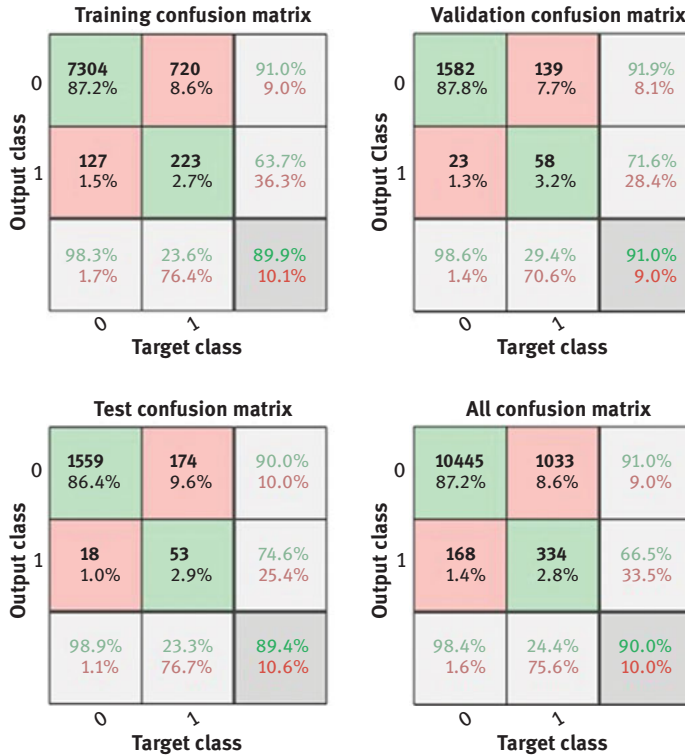 Training confusion matrix
Output class
0
7304 720 91.0%
87.2% 8.6% 9.0%
1
127 223 63.7%
1.5% 2.7% 36.3%
98.3% 23.6% 89.9%
1.7% 76.4% 10.1%
0 1
Target class
Validation confusion matrix
Output Class
0
1582 139 91.9%
87.8% 7.7% 8.1%
1
23 58 71.6%
1.3% 3.2% 28.4%
98.6% 29.4% 91.0%
1.4% 70.6% 9.0%
0 1
Target class
Test confusion matrix
Output class
0
1559 174 90.0%
86.4% 9.6% 10.0%
1
18 53 74.6%
1.0% 2.9% 25.4%
98.9% 23.3% 89.4%
1.1% 76.7% 10.6%
0 1
Target class
All confusion matrix
Output class
0
10445 1033 91.0%
87.2% 8.6% 9.0%
1
168 334 66.5%
1.4% 2.8% 33.5%
98.4% 24.4% 90.0%
1.6% 75.6% 10.0%
0 1
Target class